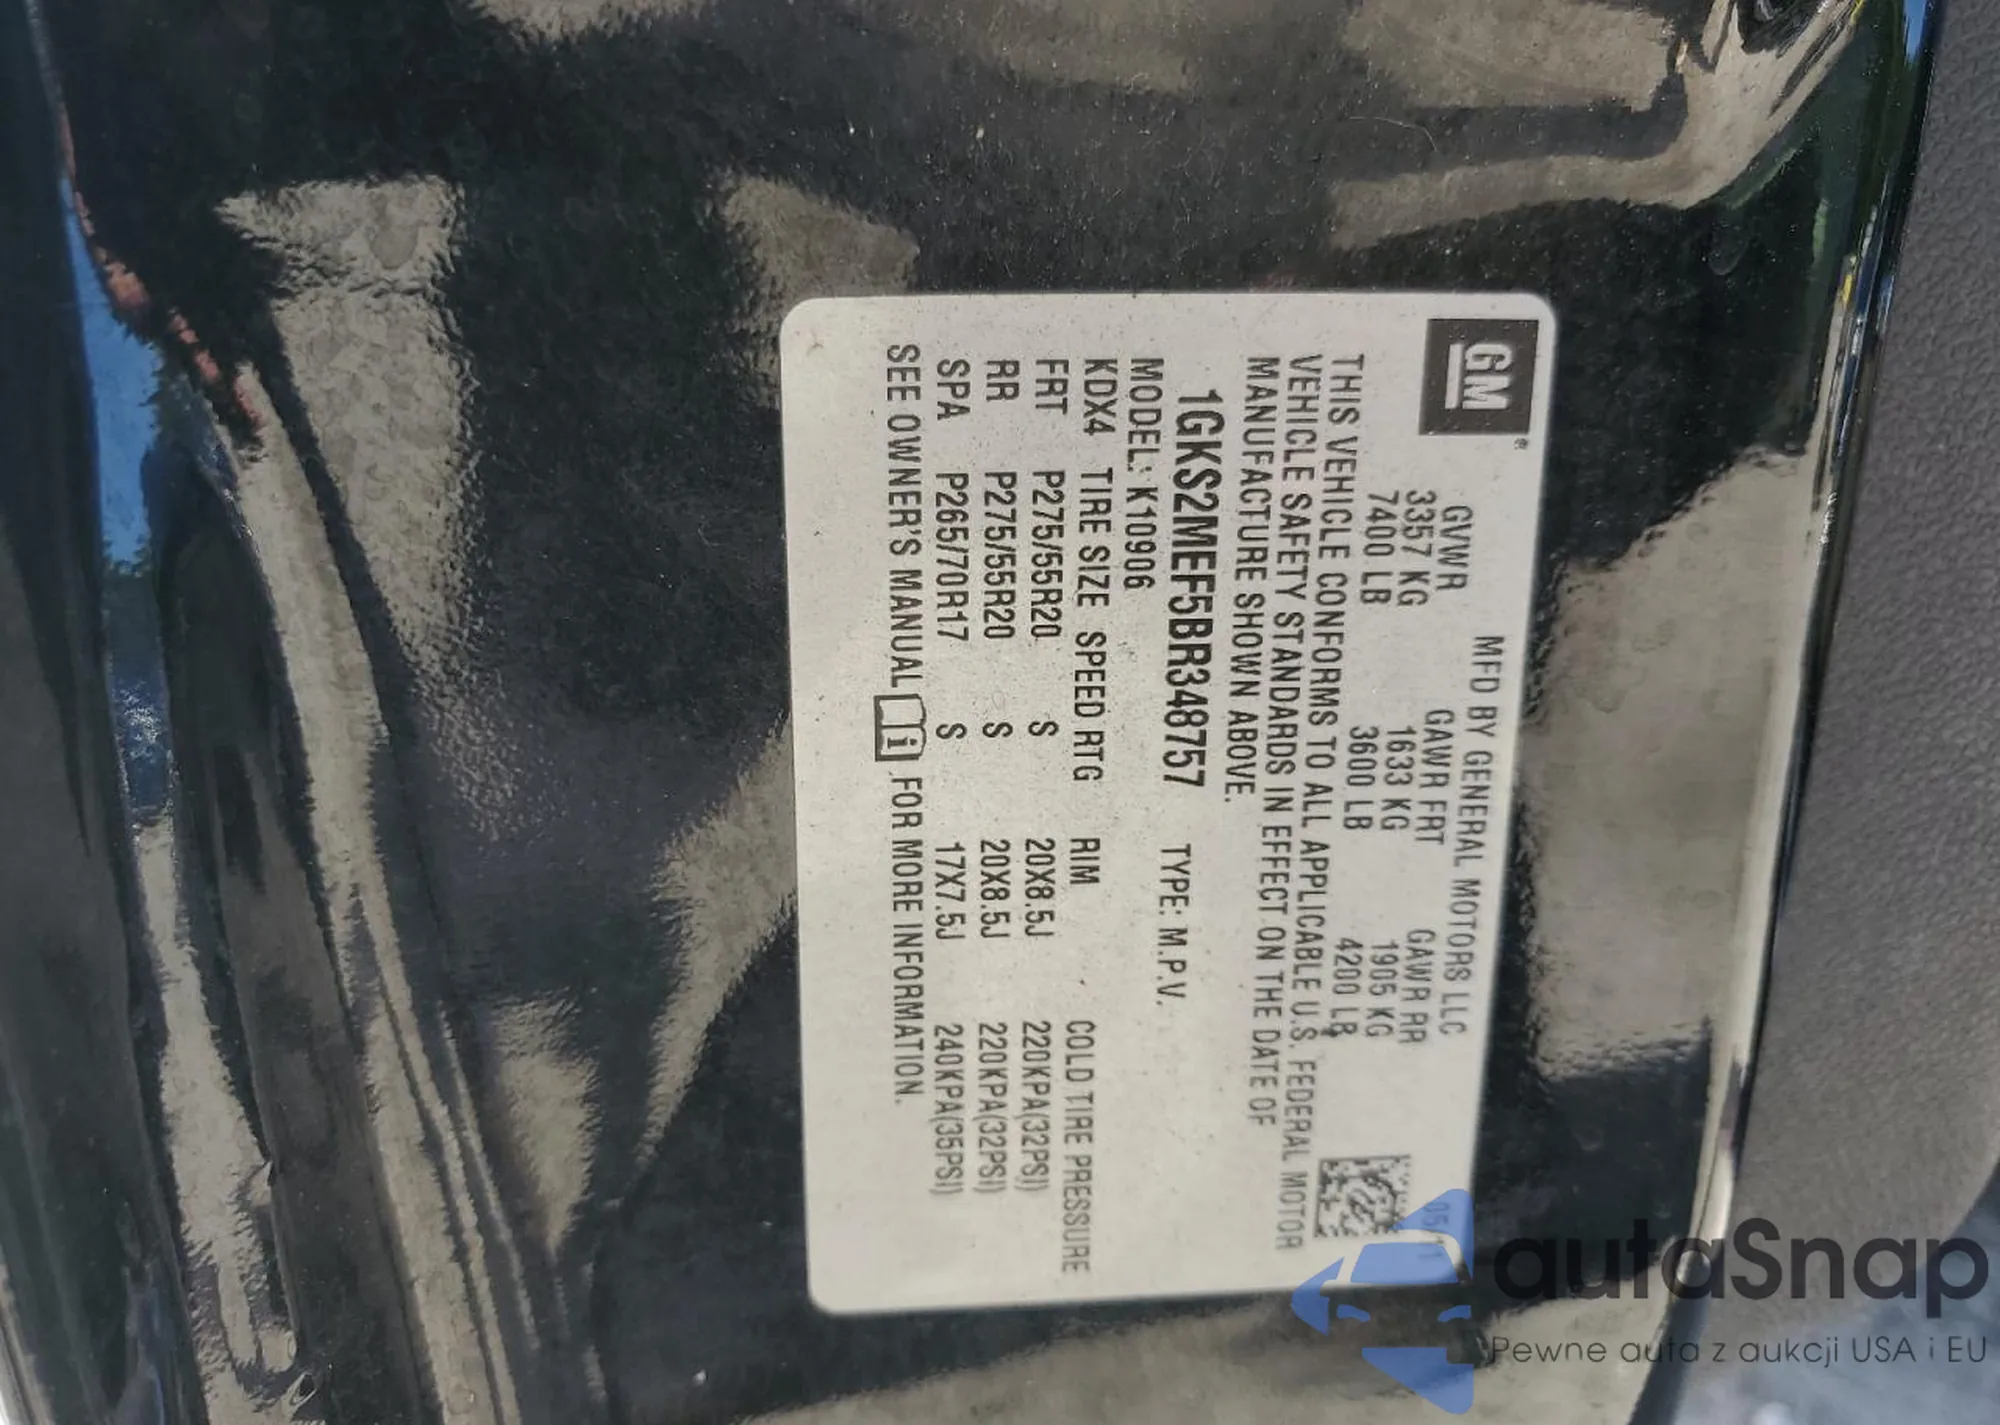 GM®
MFD BY GENERAL MOTORS LLC 05/11
GVWR GAWR FRT GAWR RR
3357 KG 1633 KG 1905 KG
7400 LB 3600 LB 4200 LB
THIS VEHICLE CONFORMS TO ALL APPLICABLE U.S. FEDERAL MOTOR
VEHICLE SAFETY STANDARDS IN EFFECT ON THE DATE OF
MANUFACTURE SHOWN ABOVE.
1GKS2MEF5BR348757 TYPE: M.P.V.
MODEL: K10906
KDX4 TIRE SIZE SPEED RTG RIM COLD TIRE PRESSURE
FRT P275/55R20 S 20X8.5J 220KPA(32PSI)
RR P275/55R20 S 20X8.5J 220KPA(32PSI)
SPA P265/70R17 S 17X7.5J 240KPA(35PSI)
SEE OWNER'S MANUAL i FOR MORE INFORMATION.
autaSnap
Pewne auta z aukcji USA i EU